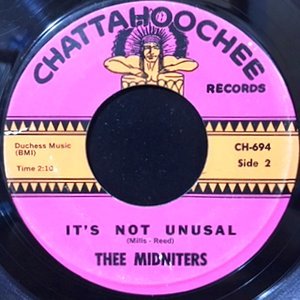 CHATTAHOOCHEE
RECORDS
Duchess Music
(BMI)
Time 2:10
CH-694
Side 2
IT'S NOT UNUSAL
(Mills - Reed)
THEE MIDNITERS